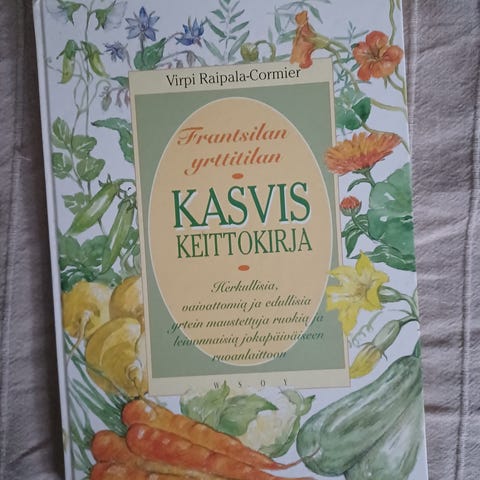 Virpi Raipala-Cormier
Frantsilan
yrttitilan
KASVIS
KEITTOKIRJA
Herkullisia,
vaivattomia ja edullisia
yrtein maustettuja ruokia ja
leivonnaisia jokapäiväiseen
ruoanlaittoon
WSOY